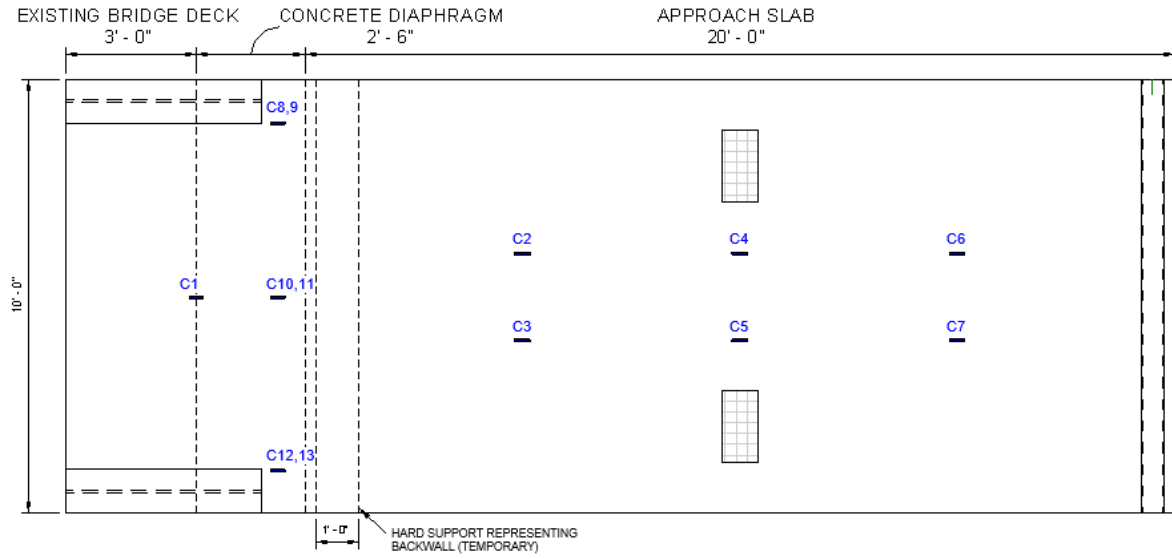 EXISTING BRIDGE DECK CONCRETE DIAPHRAGM APPROACH SLAB
3' - 0" 2' - 6" 20' - 0"
C8,9
C2 C4 C6
C1 C10,11
10' - 0"
C3 C5 C7
C12,13
1' - 0"
HARD SUPPORT REPRESENTING
BACKWALL (TEMPORARY)